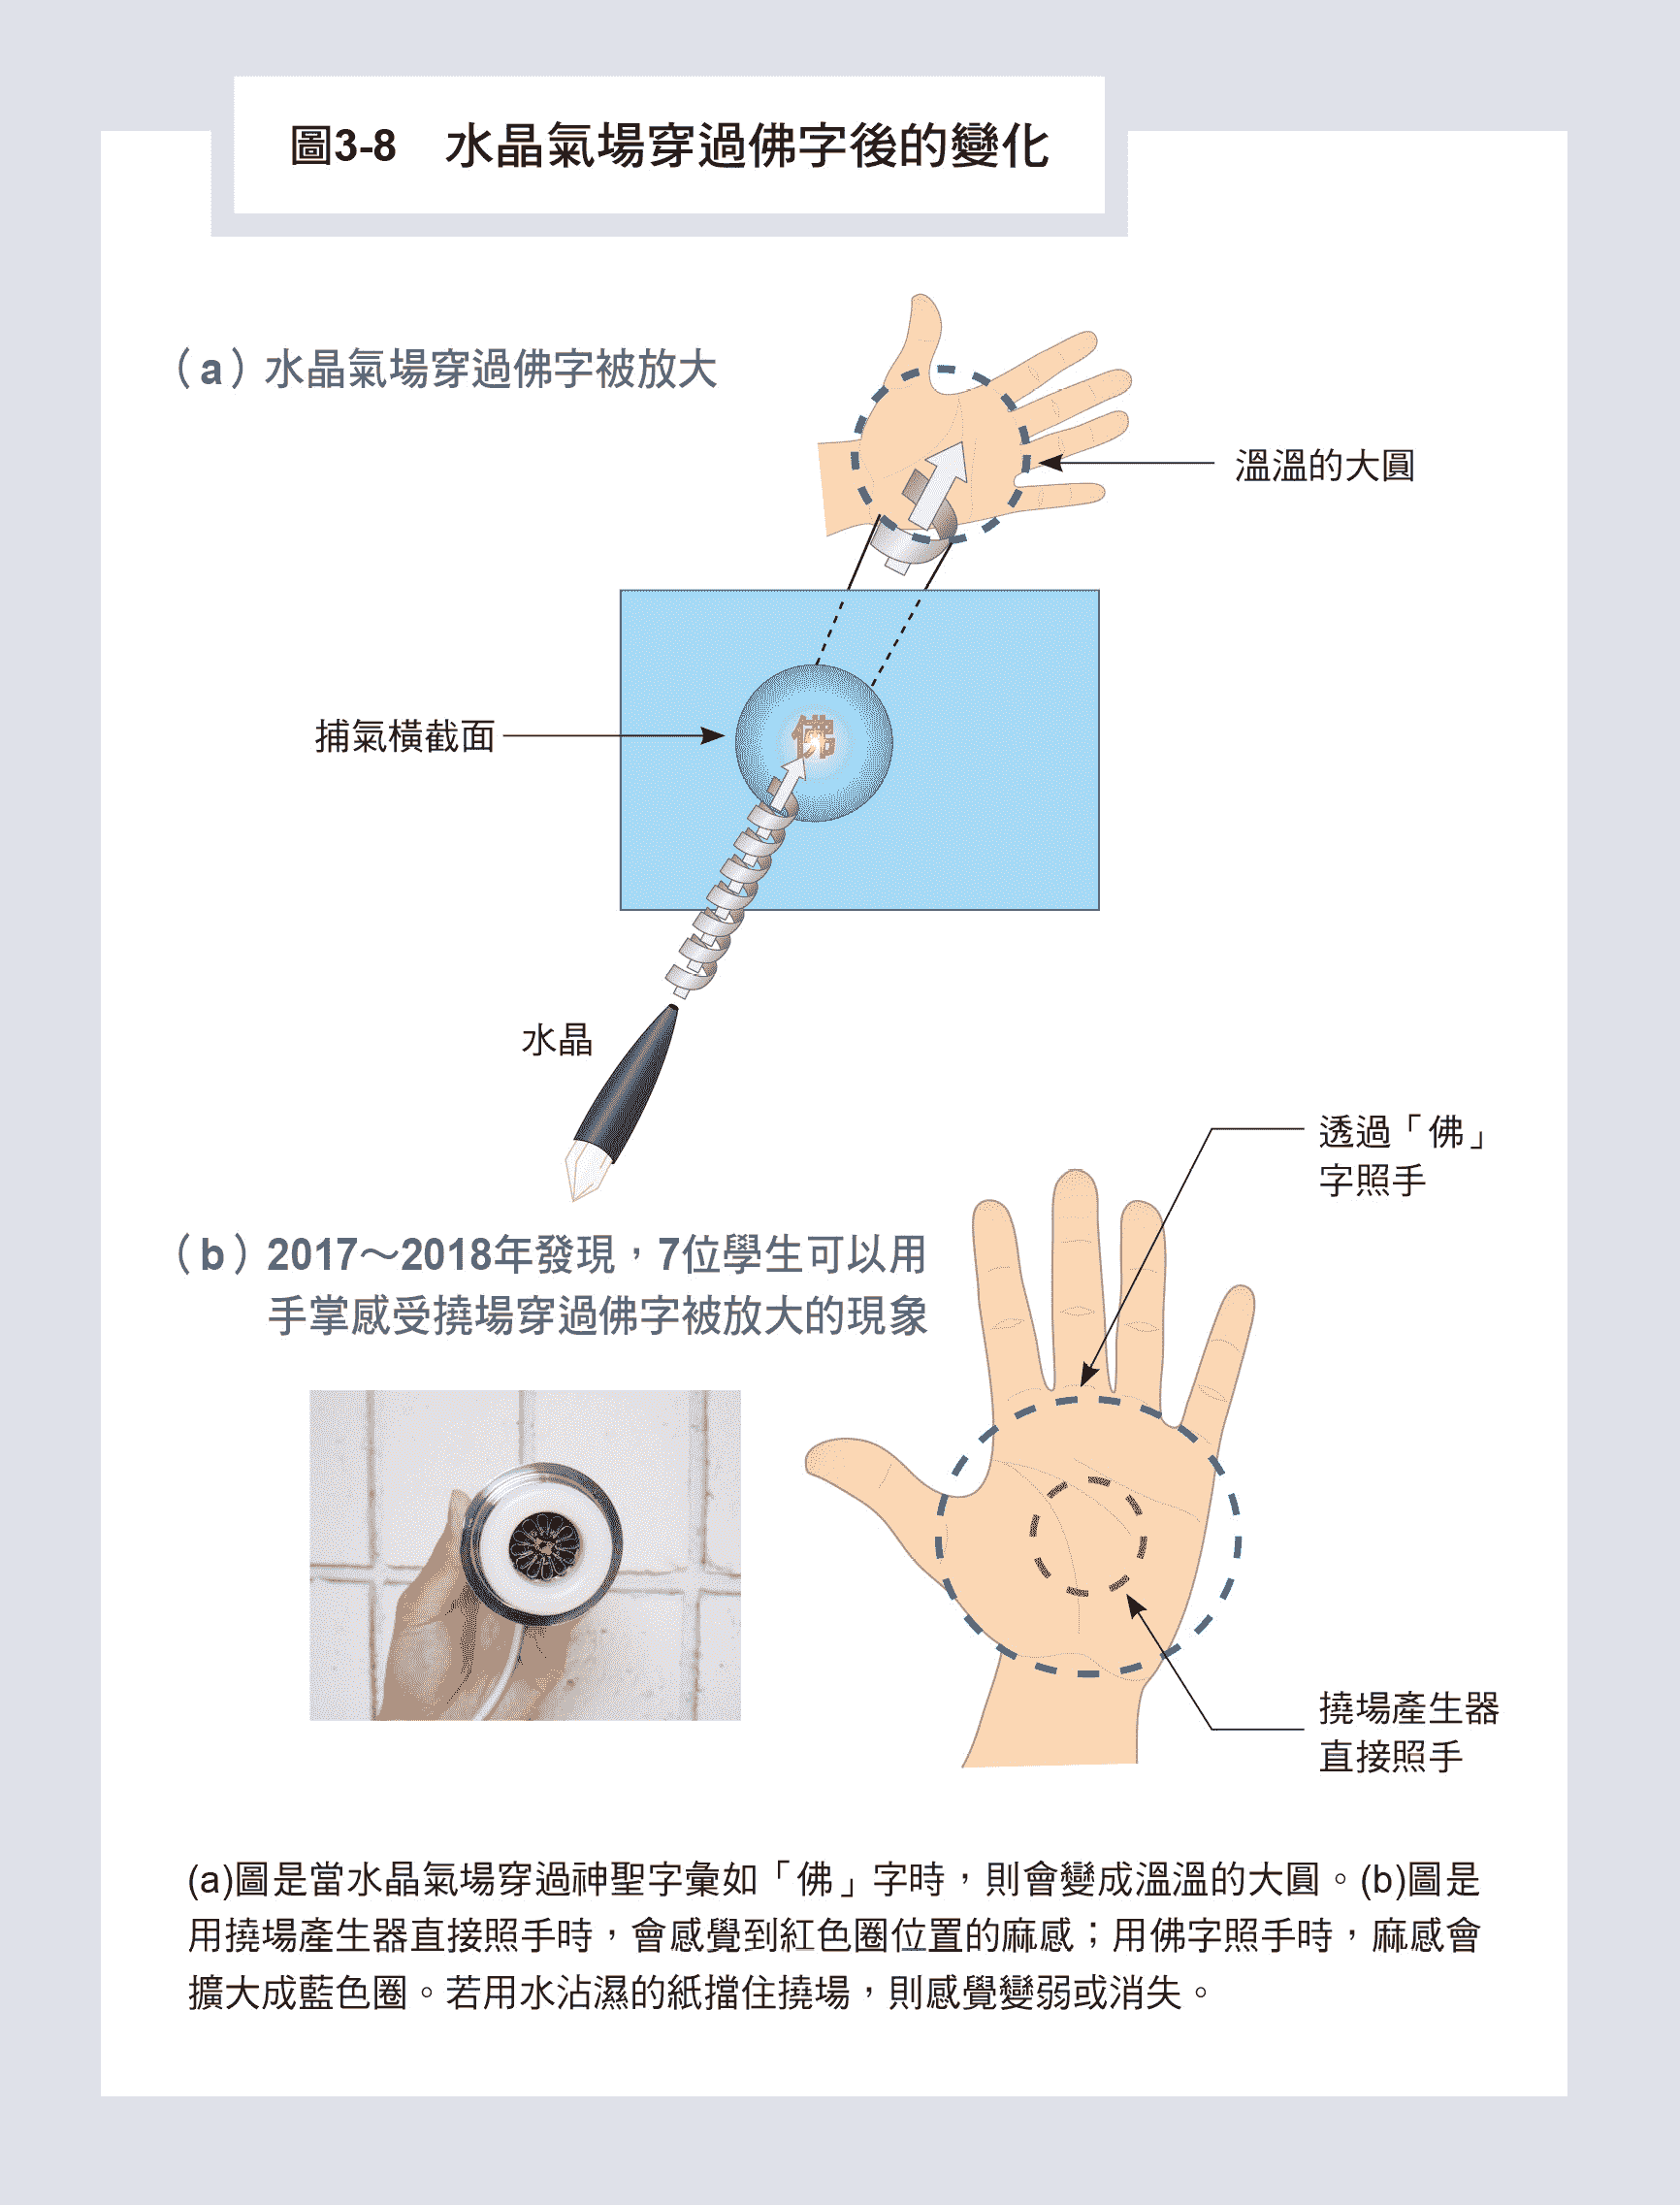 圖3-8 水晶氣場穿過佛字後的變化
（a）水晶氣場穿過佛字被放大
溫溫的大圓
捕氣橫截面
佛
水晶
透過「佛」
字照手
（b）2017～2018年發現，7位學生可以用
手掌感受撓場穿過佛字被放大的現象
撓場產生器
直接照手
(a)圖是當水晶氣場穿過神聖字彙如「佛」字時，則會變成溫溫的大圓。(b)圖是
用撓場產生器直接照手時，會感覺到紅色圈位置的麻感；用佛字照手時，麻感會
擴大成藍色圈。若用水沾濕的紙擋住撓場，則感覺變弱或消失。